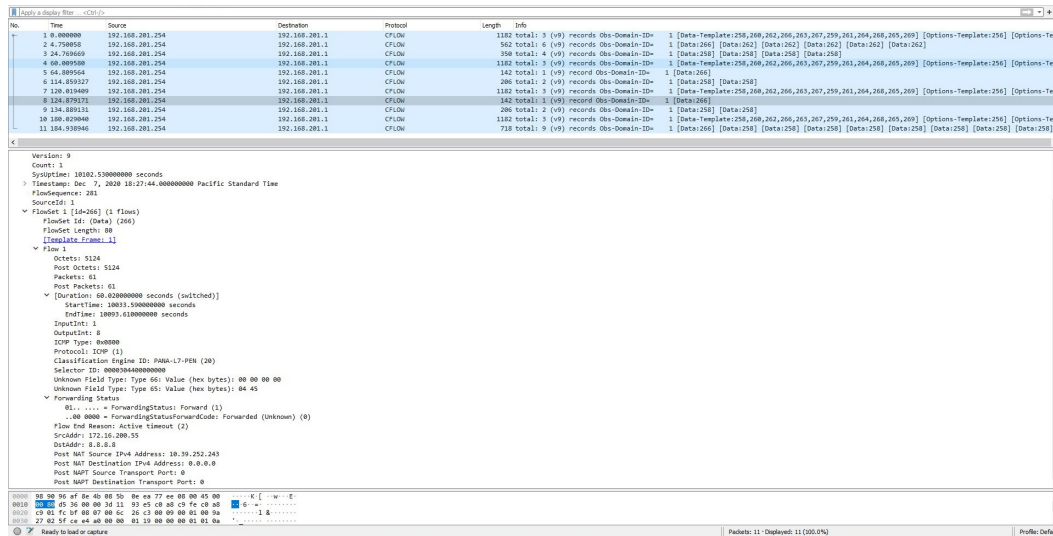 Apply a display filter ... <Ctrl-/>
No. Time Source Destination Protocol Length Info
1 0.000000 192.168.201.254 192.168.201.1 CFLOW 1182 total: 3 (v9) records Obs-Domain-ID= 1 [Data-Template:258,260,262,266,263,267,259,261,264,268,265,269] [Options-Template:256] [Options-Te
2 4.750058 192.168.201.254 192.168.201.1 CFLOW 562 total: 6 (v9) records Obs-Domain-ID= 1 [Data:266] [Data:262] [Data:262] [Data:262] [Data:262] [Data:262]
3 24.769669 192.168.201.254 192.168.201.1 CFLOW 350 total: 4 (v9) records Obs-Domain-ID= 1 [Data:266] [Data:258] [Data:258] [Data:258]
4 60.009580 192.168.201.254 192.168.201.1 CFLOW 1182 total: 3 (v9) records Obs-Domain-ID= 1 [Data-Template:258,260,262,266,263,267,259,261,264,268,265,269] [Options-Template:256] [Options-Te
5 64.809564 192.168.201.254 192.168.201.1 CFLOW 142 total: 1 (v9) record Obs-Domain-ID= 1 [Data:266]
6 114.859327 192.168.201.254 192.168.201.1 CFLOW 206 total: 2 (v9) records Obs-Domain-ID= 1 [Data:258] [Data:258]
7 120.019409 192.168.201.254 192.168.201.1 CFLOW 1182 total: 3 (v9) records Obs-Domain-ID= 1 [Data-Template:258,260,262,266,263,267,259,261,264,268,265,269] [Options-Template:256] [Options-Te
8 124.879171 192.168.201.254 192.168.201.1 CFLOW 142 total: 1 (v9) record Obs-Domain-ID= 1 [Data:266]
9 134.889131 192.168.201.254 192.168.201.1 CFLOW 206 total: 2 (v9) records Obs-Domain-ID= 1 [Data:258] [Data:258]
10 180.029040 192.168.201.254 192.168.201.1 CFLOW 1182 total: 3 (v9) records Obs-Domain-ID= 1 [Data-Template:258,260,262,266,263,267,259,261,264,268,265,269] [Options-Template:256] [Options-Te
11 184.938946 192.168.201.254 192.168.201.1 CFLOW 718 total: 9 (v9) records Obs-Domain-ID= 1 [Data:266] [Data:258] [Data:258] [Data:258] [Data:258] [Data:258] [Data:258] [Data:258] [Data:258]
Version: 9
Count: 1
SysUptime: 10102.530000000 seconds
Timestamp: Dec 7, 2020 18:27:44.000000000 Pacific Standard Time
FlowSequence: 281
SourceId: 1
FlowSet 1 [id=266] (1 flows)
FlowSet Id: (Data) (266)
FlowSet Length: 80
[Template Frame: 1]
Flow 1
Octets: 5124
Post Octets: 5124
Packets: 61
Post Packets: 61
[Duration: 60.020000000 seconds (switched)]
StartTime: 10033.590000000 seconds
EndTime: 10093.610000000 seconds
InputInt: 1
OutputInt: 8
ICMP Type: 0x0800
Protocol: ICMP (1)
Classification Engine ID: PANA-L7-PEN (20)
Selector ID: 0000304400000000
Unknown Field Type: Type 66: Value (hex bytes): 00 00 00 00
Unknown Field Type: Type 65: Value (hex bytes): 04 45
Forwarding Status
01.. .... = ForwardingStatus: Forward (1)
..00 0000 = ForwardingStatusForwardCode: Forwarded (Unknown) (0)
Flow End Reason: Active timeout (2)
SrcAddr: 172.16.200.55
DstAddr: 8.8.8.8
Post NAT Source IPv4 Address: 10.39.252.243
Post NAT Destination IPv4 Address: 0.0.0.0
Post NAPT Source Transport Port: 0
Post NAPT Destination Transport Port: 0
0000 98 90 96 af 8e 4b 08 5b 0e ea 77 ee 08 00 45 00 ·····K·[ ··w···E·
0010 00 80 d5 36 00 00 3d 11 93 e5 c0 a8 c9 fe c0 a8 ···6··=· ········
0020 c9 01 fc bf 08 07 00 6c 26 c3 00 09 00 01 00 9a ·······l &·······
0030 27 02 5f ce e4 a0 00 00 01 19 00 00 00 01 01 0a '·_····· ········
Ready to load or capture
Packets: 11 · Displayed: 11 (100.0%)
Profile: Defa